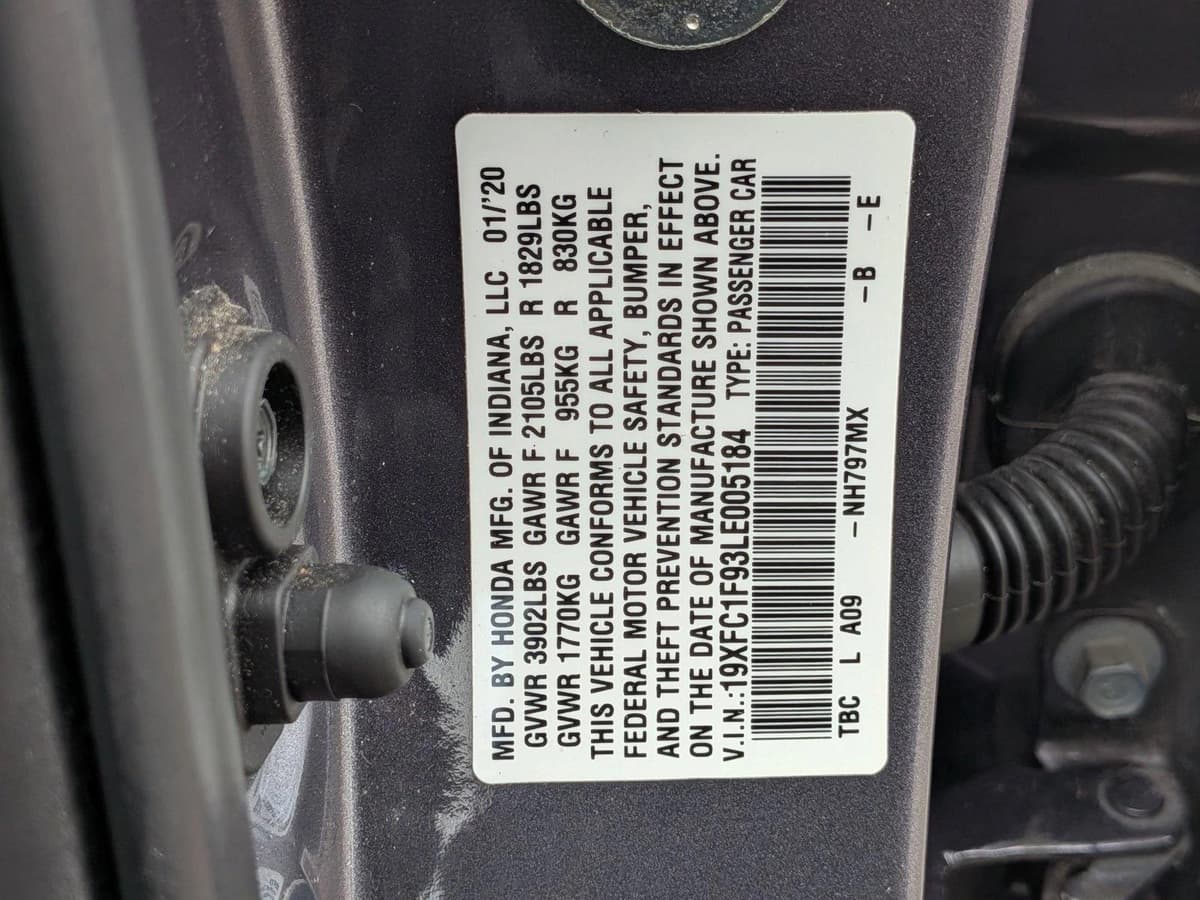 MFD. BY HONDA MFG. OF INDIANA, LLC 01/'20
GVWR 3902LBS GAWR F 2105LBS R 1829LBS
GVWR 1770KG GAWR F 955KG R 830KG
THIS VEHICLE CONFORMS TO ALL APPLICABLE
FEDERAL MOTOR VEHICLE SAFETY, BUMPER,
AND THEFT PREVENTION STANDARDS IN EFFECT
ON THE DATE OF MANUFACTURE SHOWN ABOVE.
V.I.N.:19XFC1F93LE005184 TYPE: PASSENGER CAR
TBC L A09 -NH797MX -B -E